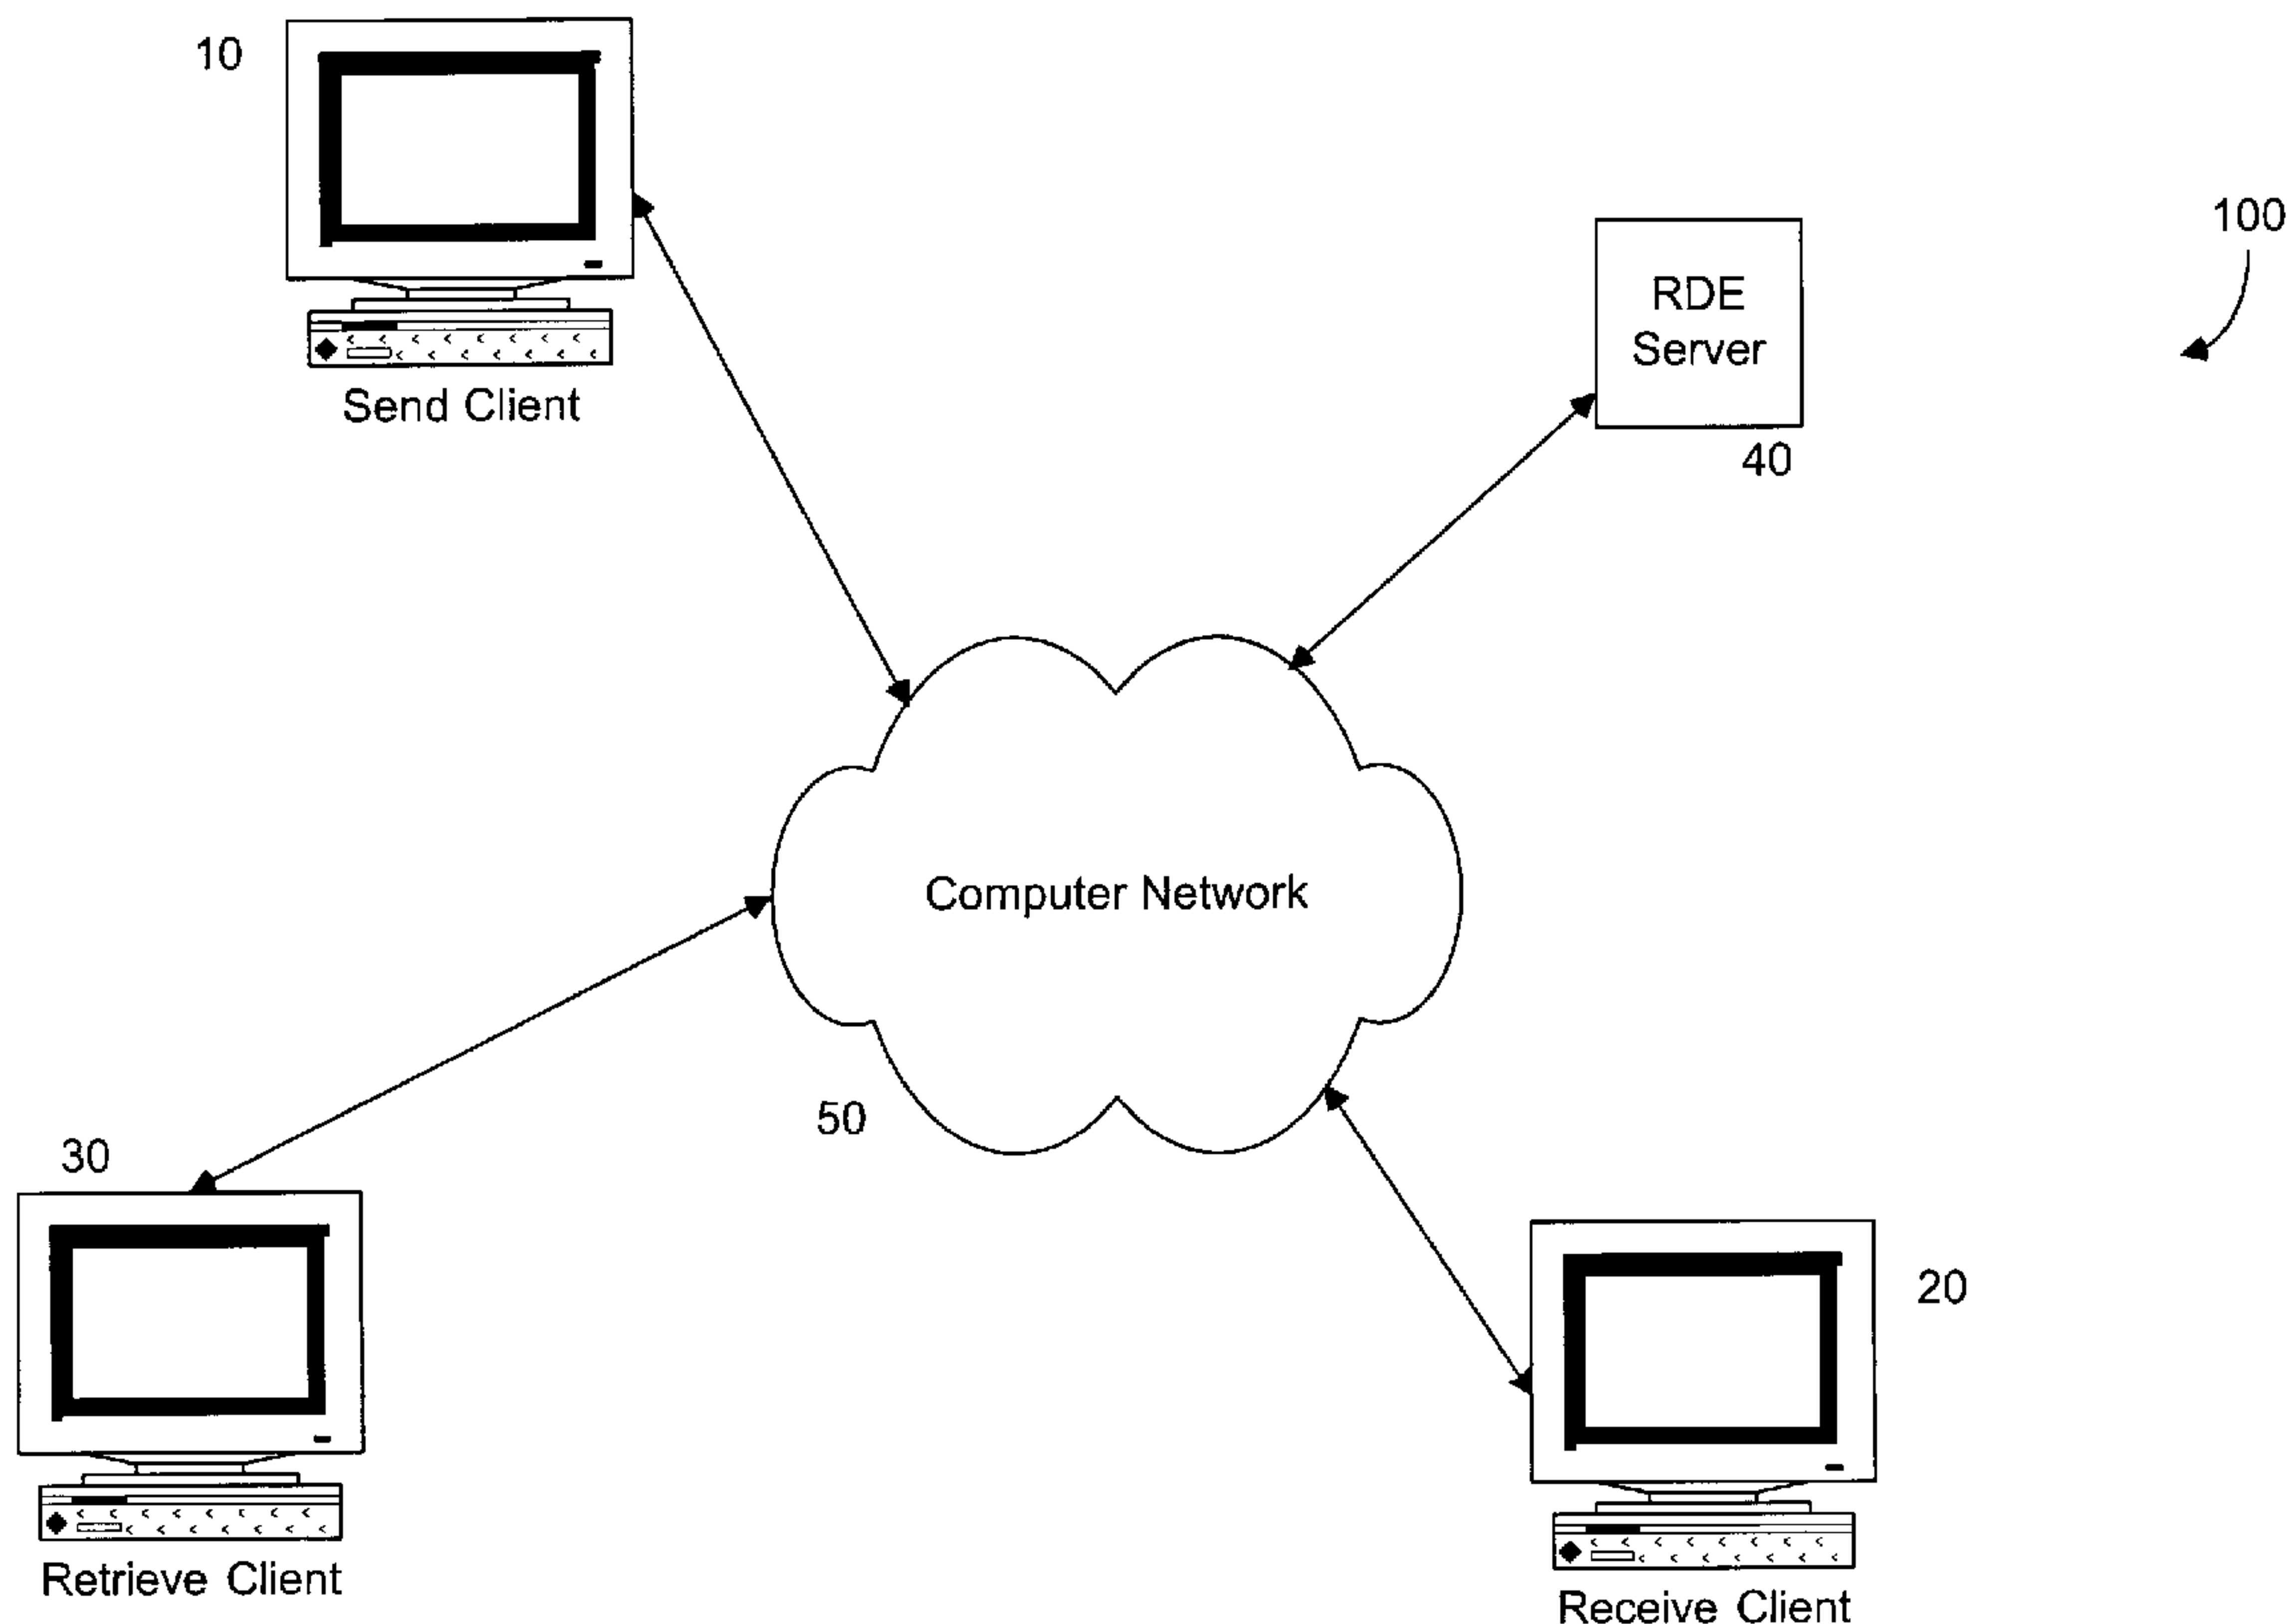 10
Send Client
RDE
Server
40
100
Computer Network
50
30
Retrieve Client
20
Receive Client